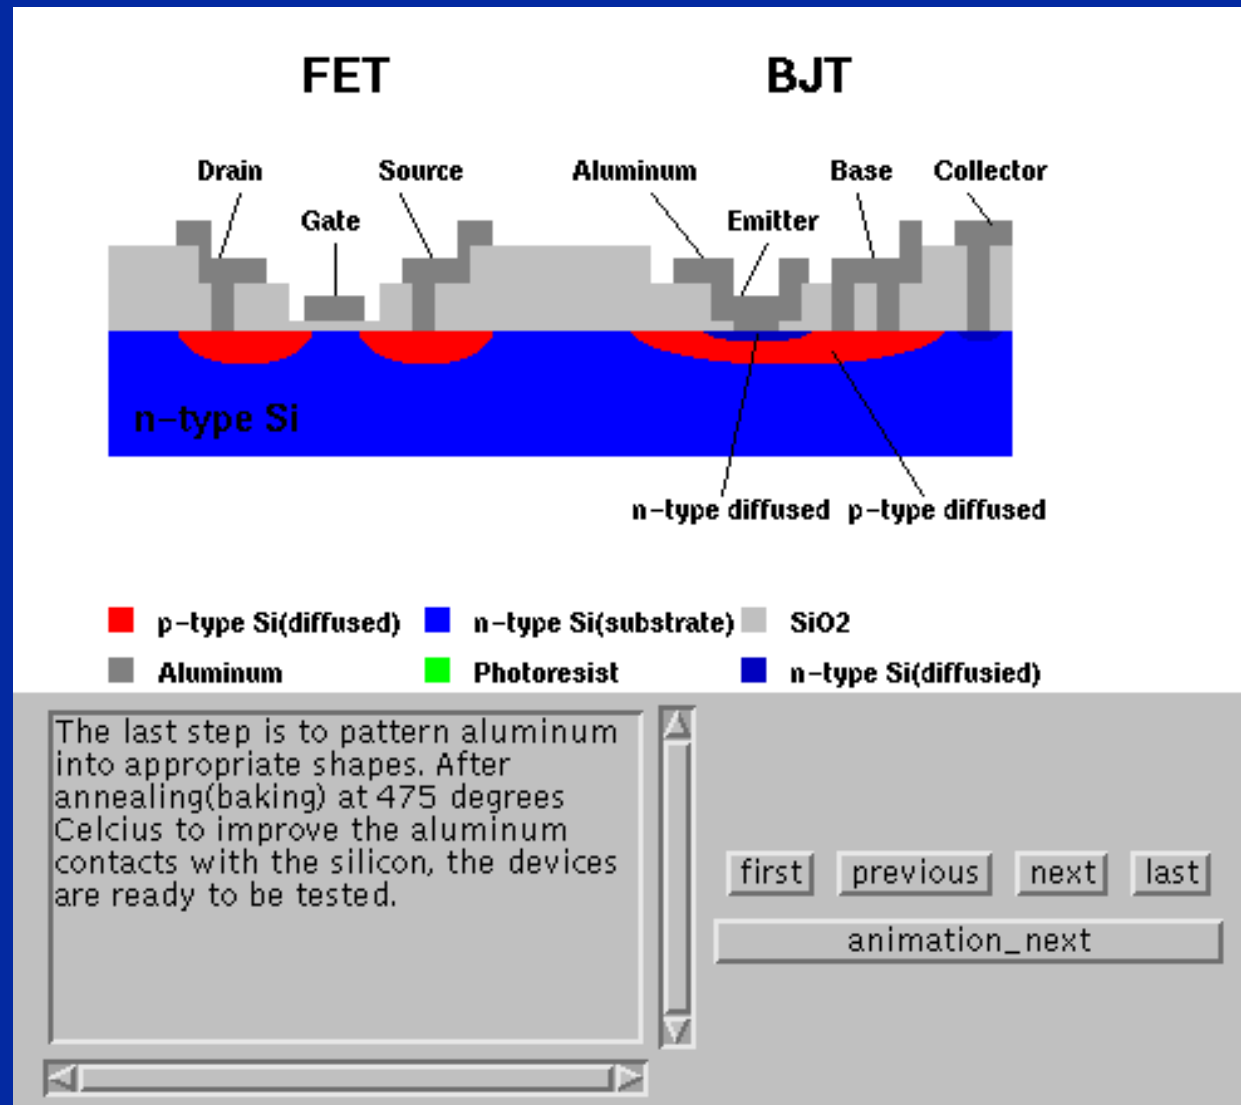 FET BJT
Drain Source Aluminum Base Collector
Gate Emitter
n-type Si
n-type diffused p-type diffused
p-type Si(diffused) n-type Si(substrate) SiO2
Aluminum Photoresist n-type Si(diffusied)
The last step is to pattern aluminum
into appropriate shapes. After
annealing(baking) at 475 degrees
Celcius to improve the aluminum
contacts with the silicon, the devices
are ready to be tested.
first previous next last
animation_next